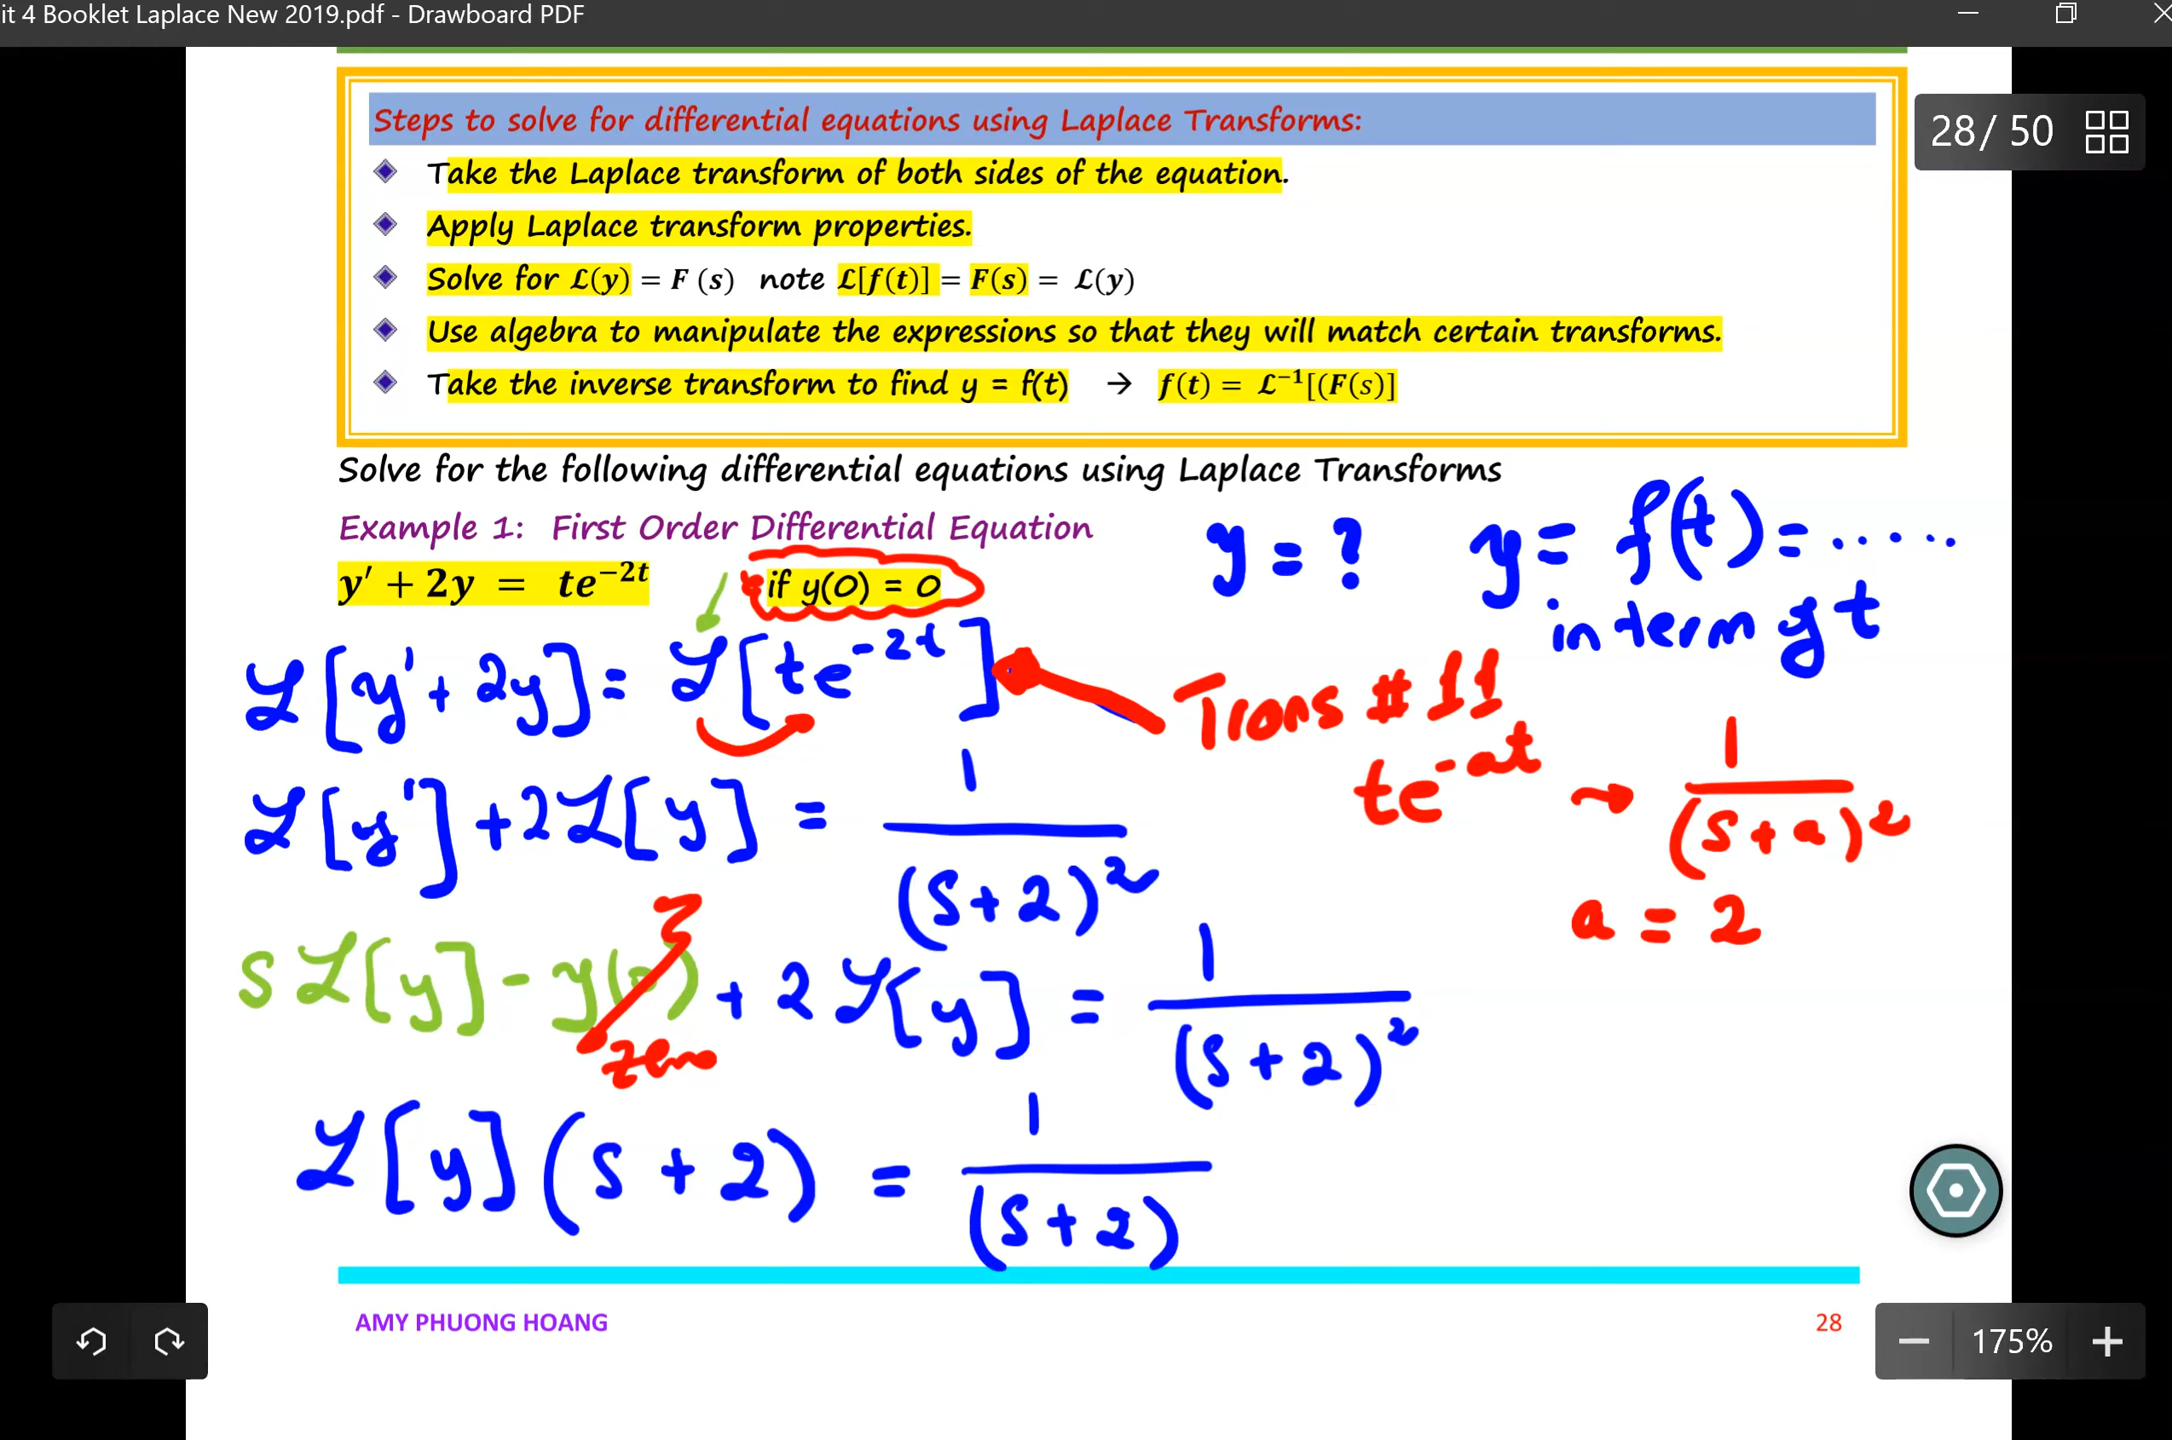 it 4 Booklet Laplace New 2019.pdf - Drawboard PDF
28/ 50
Steps to solve for differential equations using Laplace Transforms:
Take the Laplace transform of both sides of the equation.
Apply Laplace transform properties.
Solve for ℒ(y) = F (s) note ℒ[f(t)] = F(s) = ℒ(y)
Use algebra to manipulate the expressions so that they will match certain transforms.
Take the inverse transform to find y = f(t) → f(t) = ℒ⁻¹[(F(s)]
Solve for the following differential equations using Laplace Transforms
Example 1: First Order Differential Equation
y = ? y = f(t) = .....
in term of t
y′ + 2y = te⁻²ᵗ if y(0) = 0
ℒ[y' + 2y] = ℒ[te⁻²ᵗ]
Trans # 11
te⁻ᵃᵗ → 1/(s+a)²
a = 2
ℒ[y'] + 2ℒ[y] = 1/(s+2)²
sℒ[y] - y(0) + 2ℒ[y] = 1/(s+2)²
zero
ℒ[y](s + 2) = 1/(s+2)
AMY PHUONG HOANG
28
175%